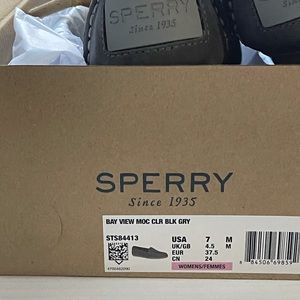 SPERRY
Since 1935
SPERRY
Since 1935
BAY VIEW MOC CLR BLK GRY
STS84413
USA 7 M
UK/GB 4.5 M
EUR 37.5
CN 24
WOMENS/FEMMES